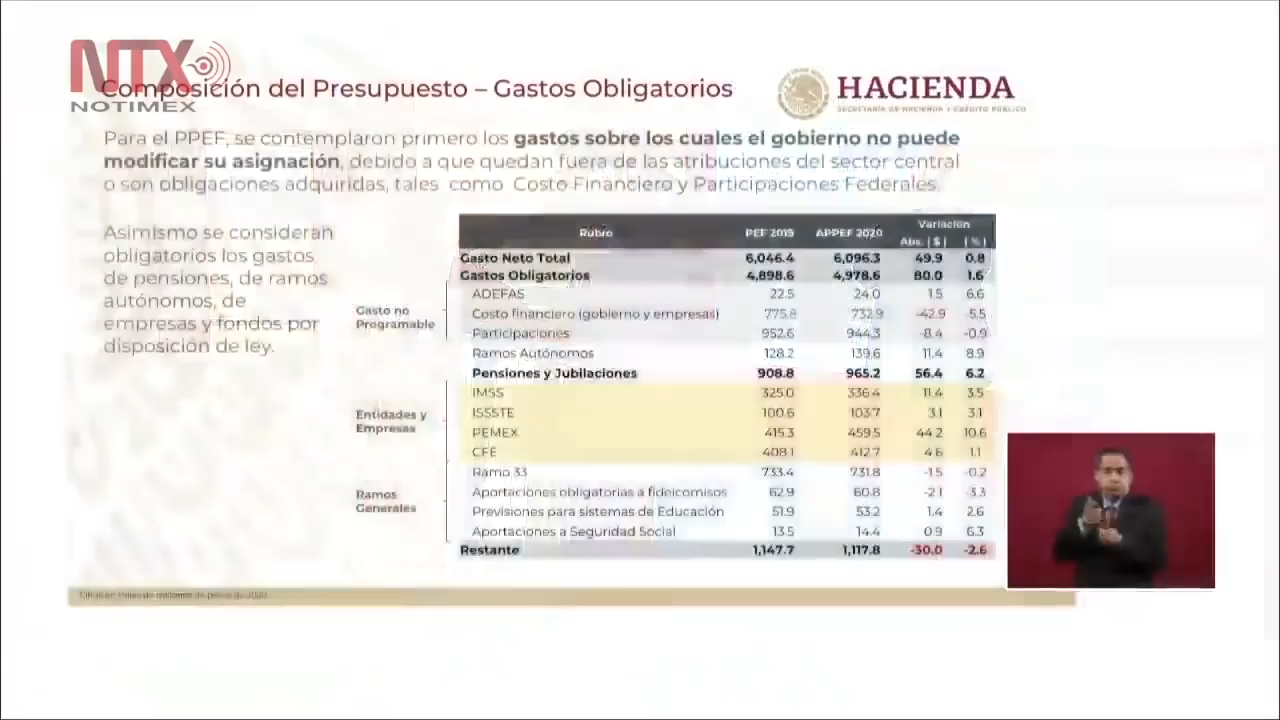 NTX
NOTIMEX
Composición del Presupuesto – Gastos Obligatorios
HACIENDA
SECRETARÍA DE HACIENDA Y CRÉDITO PÚBLICO
Para el PPEF, se contemplaron primero los gastos sobre los cuales el gobierno no puede
modificar su asignación, debido a que quedan fuera de las atribuciones del sector central
o son obligaciones adquiridas, tales como Costo Financiero y Participaciones Federales.
Asimismo se consideran
obligatorios los gastos
de pensiones, de ramos
autónomos, de
empresas y fondos por
disposición de ley.
Rubro PEF 2019 APPEF 2020 Variación
Abs. ( $ ) ( % )
Gasto Neto Total 6,046.4 6,096.3 49.9 0.8
Gastos Obligatorios 4,898.6 4,978.6 80.0 1.6
Gasto no
Programable
ADEFAS 22.5 24.0 1.5 6.6
Costo financiero (gobierno y empresas) 775.8 732.9 -42.9 -5.5
Participaciones 952.6 944.3 -8.4 -0.9
Ramos Autónomos 128.2 139.6 11.4 8.9
Pensiones y Jubilaciones 908.8 965.2 56.4 6.2
Entidades y
Empresas
IMSS 325.0 336.4 11.4 3.5
ISSSTE 100.6 103.7 3.1 3.1
PEMEX 415.3 459.5 44.2 10.6
CFE 408.1 412.7 4.6 1.1
Ramos
Generales
Ramo 33 733.4 731.8 -1.5 -0.2
Aportaciones obligatorias a fideicomisos 62.9 60.8 -2.1 -3.3
Previsiones para sistemas de Educación 51.9 53.2 1.4 2.6
Aportaciones a Seguridad Social 13.5 14.4 0.9 6.3
Restante 1,147.7 1,117.8 -30.0 -2.6
Cifras en miles de millones de pesos de 2020